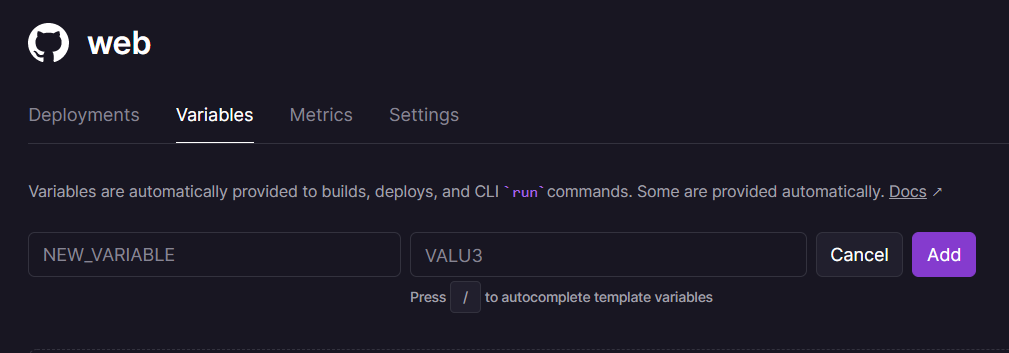 web
Deployments Variables Metrics Settings
Variables are automatically provided to builds, deploys, and CLI `run` commands. Some are provided automatically. Docs ↗
NEW_VARIABLE VALU3 Cancel Add
Press / to autocomplete template variables